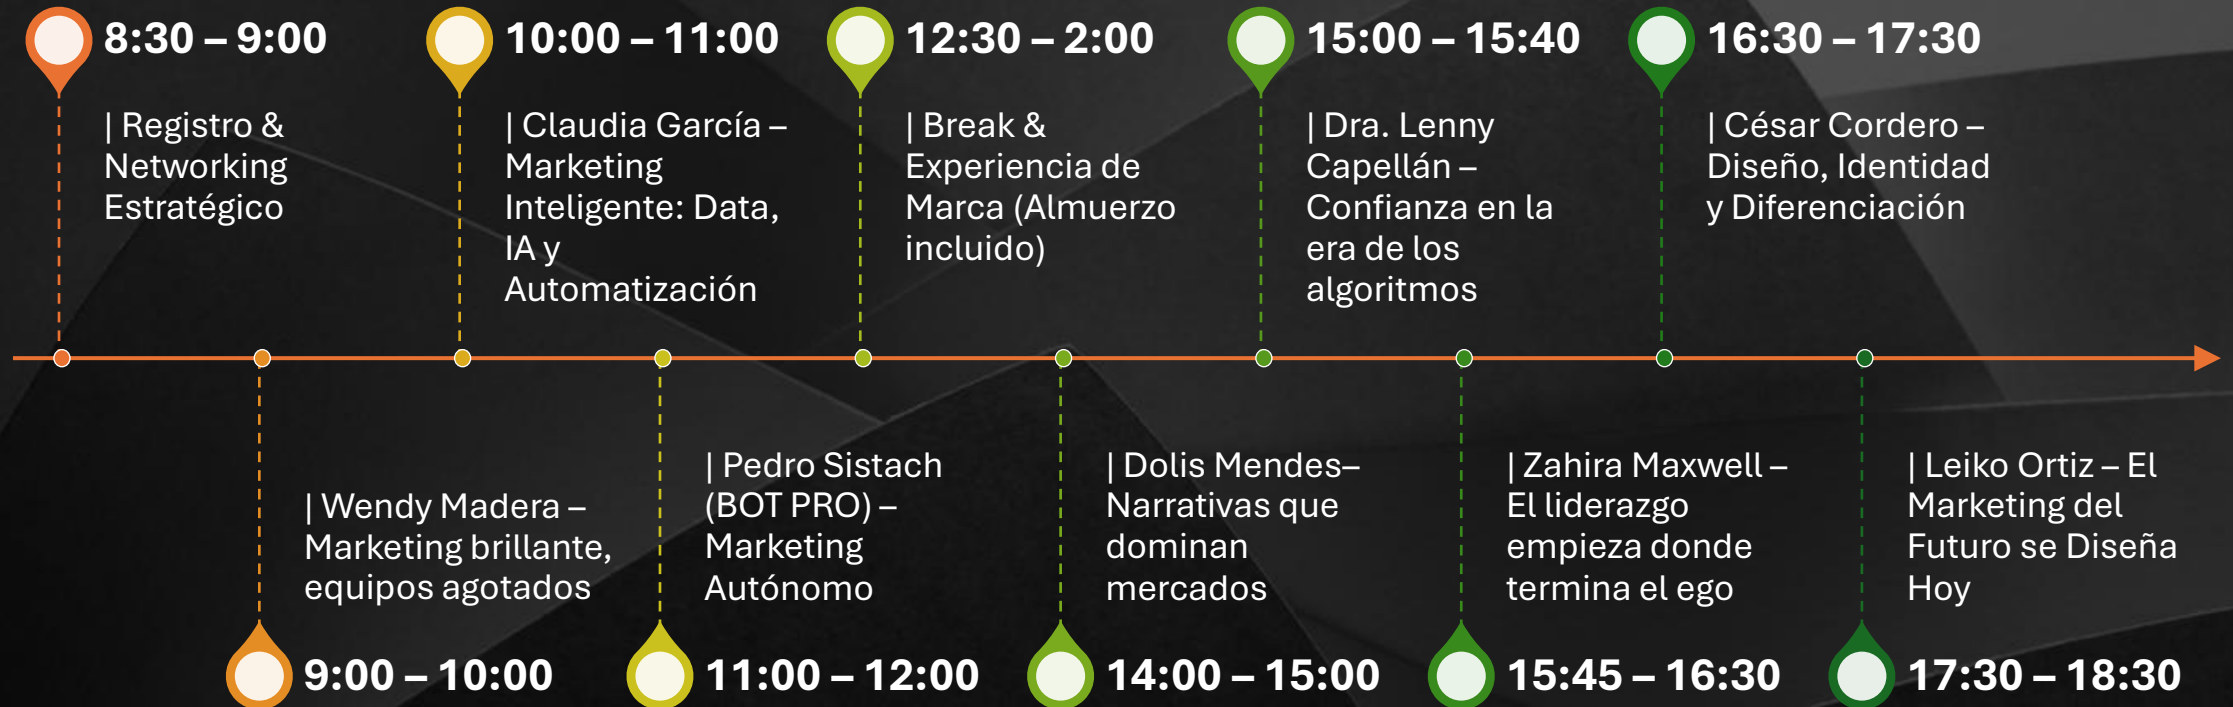 8:30 – 9:00
| Registro &
Networking
Estratégico
9:00 – 10:00
| Wendy Madera –
Marketing brillante,
equipos agotados
10:00 – 11:00
| Claudia García –
Marketing
Inteligente: Data,
IA y
Automatización
11:00 – 12:00
| Pedro Sistach
(BOT PRO) –
Marketing
Autónomo
12:30 – 2:00
| Break &
Experiencia de
Marca (Almuerzo
incluido)
14:00 – 15:00
| Dolis Mendes–
Narrativas que
dominan
mercados
15:00 – 15:40
| Dra. Lenny
Capellán –
Confianza en la
era de los
algoritmos
15:45 – 16:30
| Zahira Maxwell –
El liderazgo
empieza donde
termina el ego
16:30 – 17:30
| César Cordero –
Diseño, Identidad
y Diferenciación
17:30 – 18:30
| Leiko Ortiz – El
Marketing del
Futuro se Diseña
Hoy